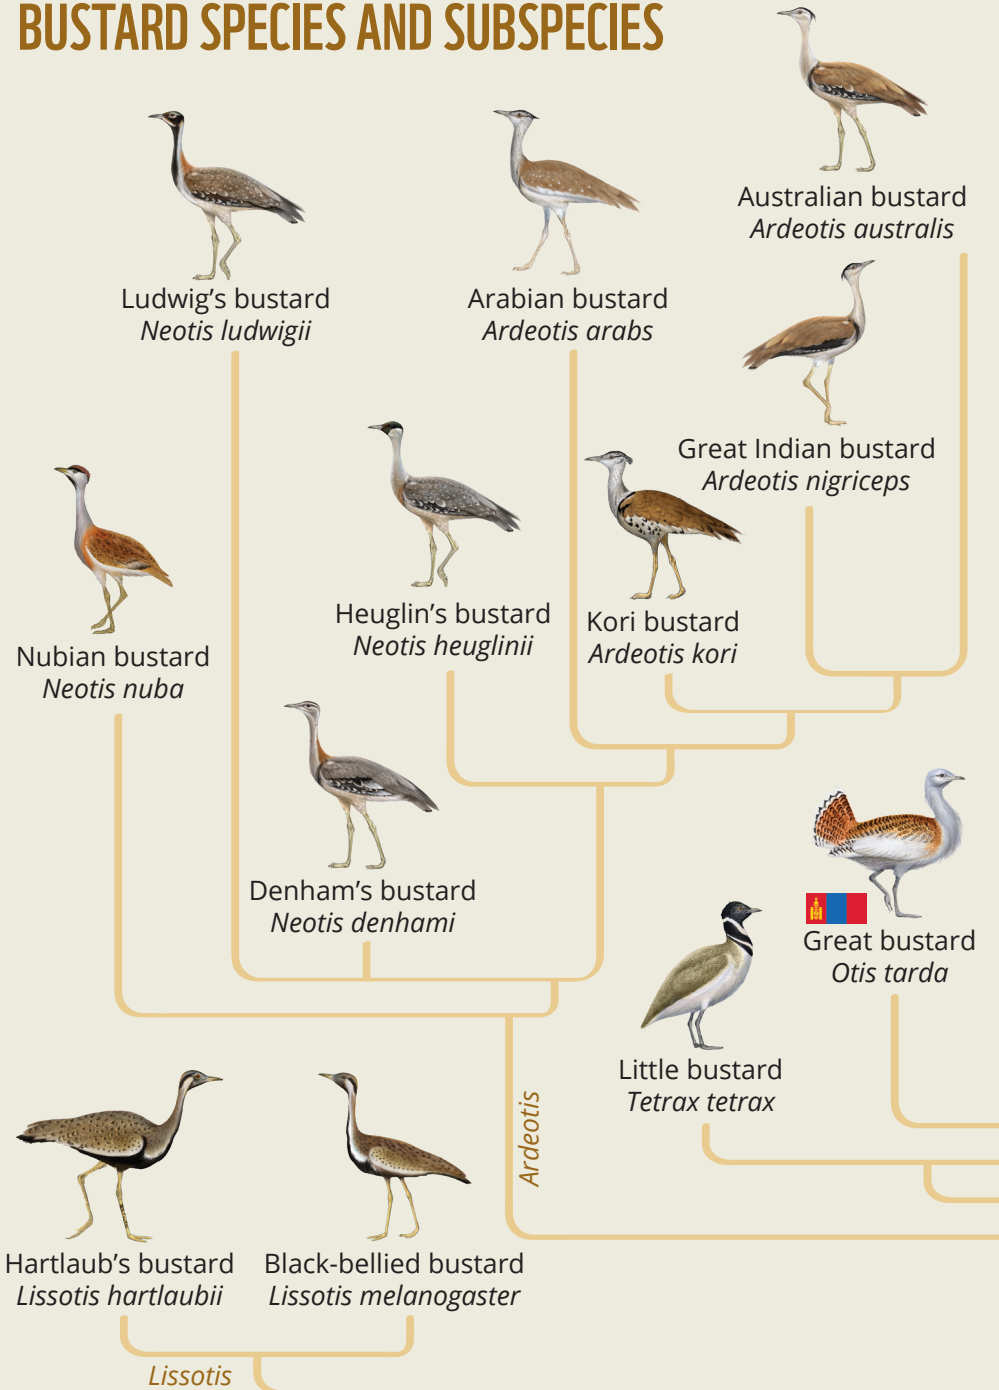 BUSTARD SPECIES AND SUBSPECIES
Australian bustard
Ardeotis australis
Ludwig's bustard
Neotis ludwigii
Arabian bustard
Ardeotis arabs
Great Indian bustard
Ardeotis nigriceps
Heuglin's bustard
Neotis heuglinii
Kori bustard
Ardeotis kori
Nubian bustard
Neotis nuba
Denham's bustard
Neotis denhami
Great bustard
Otis tarda
Little bustard
Tetrax tetrax
Ardeotis
Hartlaub's bustard
Lissotis hartlaubii
Black-bellied bustard
Lissotis melanogaster
Lissotis